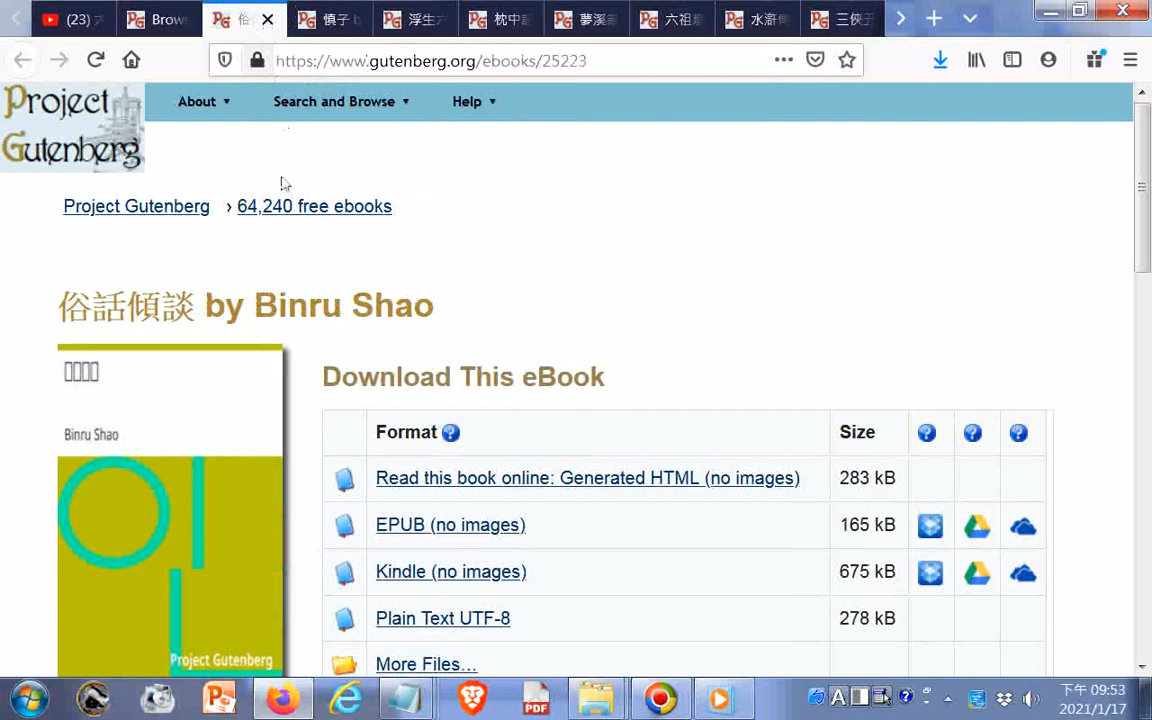 (23)
Brow
俗
慎子
浮生
枕中
夢溪
六祖
水滸
三俠
https://www.gutenberg.org/ebooks/25223
Project
Gutenberg
About
Search and Browse
Help
Project Gutenberg › 64,240 free ebooks
俗話傾談 by Binru Shao
Binru Shao
Project Gutenberg
Download This eBook
Format Size
Read this book online: Generated HTML (no images) 283 kB
EPUB (no images) 165 kB
Kindle (no images) 675 kB
Plain Text UTF-8 278 kB
More Files…
PDF
A
下午 09:53
2021/1/17